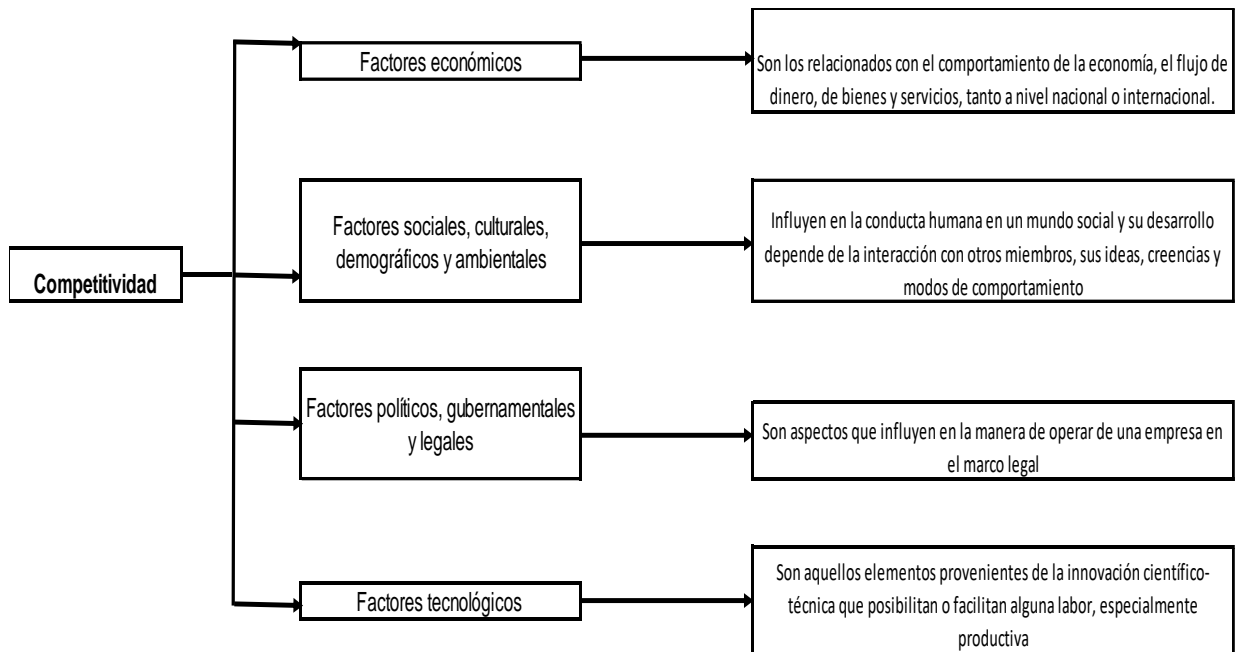 Competitividad
Factores económicos
Son los relacionados con el comportamiento de la economía, el flujo de
dinero, de bienes y servicios, tanto a nivel nacional o internacional.
Factores sociales, culturales,
demográficos y ambientales
Influyen en la conducta humana en un mundo social y su desarrollo
depende de la interacción con otros miembros, sus ideas, creencias y
modos de comportamiento
Factores políticos, gubernamentales
y legales
Son aspectos que influyen en la manera de operar de una empresa en
el marco legal
Factores tecnológicos
Son aquellos elementos provenientes de la innovación científico-
técnica que posibilitan o facilitan alguna labor, especialmente
productiva